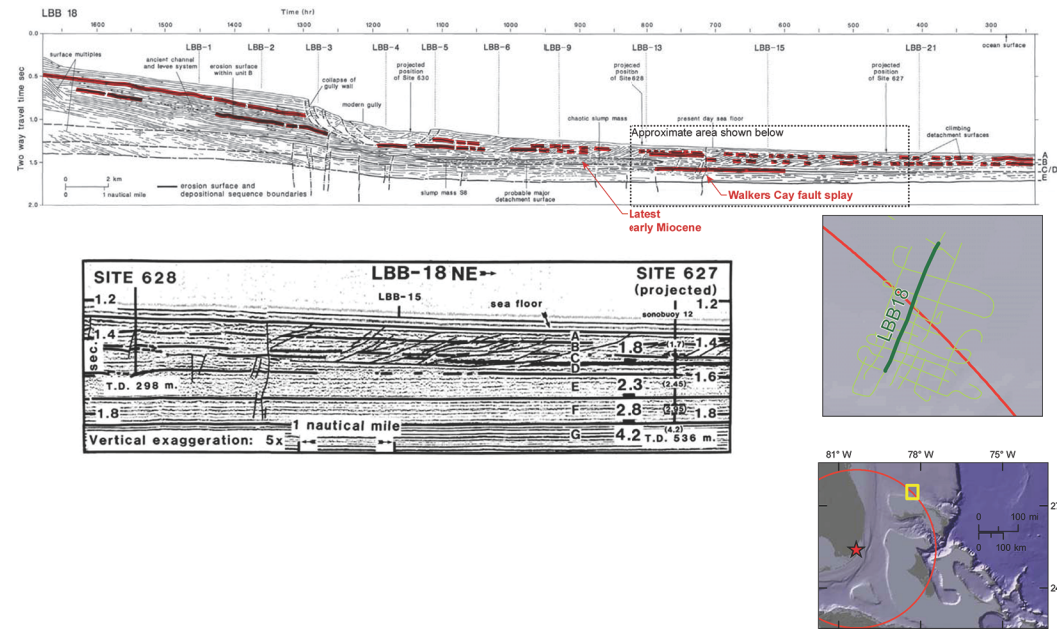 LBB 18
Time (hr)
1600 1400 1300 1200 1100 1000 900 800 700 600 500 400 300
LBB-1 LBB-2 LBB-3 LBB-4 LBB-5 LBB-6 LBB-9 LBB-13 LBB-15 LBB-21
ocean surface
surface multiples
ancient channel
and levee system
erosion surface
within unit B
collapse of
gully wall
modern gully
projected
position
of Site 630
chaotic slump mass
projected
position
of Site 628
present day sea floor
projected
position
of Site 627
climbing
detachment surfaces
Approximate area shown below
Two way travel time sec
0.0
0.5
1.0
1.5
2.0
A
B
C/D
E
0 2 km
0 1 nautical mile
erosion surface and
depositional sequence boundaries
slump mass S8
probable major
detachment surface
Walkers Cay fault splay
Latest
early Miocene
SITE 628
LBB-18 NE
SITE 627
(projected)
LBB-15
sea floor
sonobuoy 12
1.2
1.4
sec.
1.8
T.D. 298 m.
A
B
C
D
E
F
G
1.8
2.3
2.8
4.2
(1.7)
(2.45)
(4.2)
1.2
1.4
1.6
1.8
T.D. 536 m.
1 nautical mile
Vertical exaggeration: 5x
LBB18
81° W 78° W 75° W
0 100 mi
0 100 km